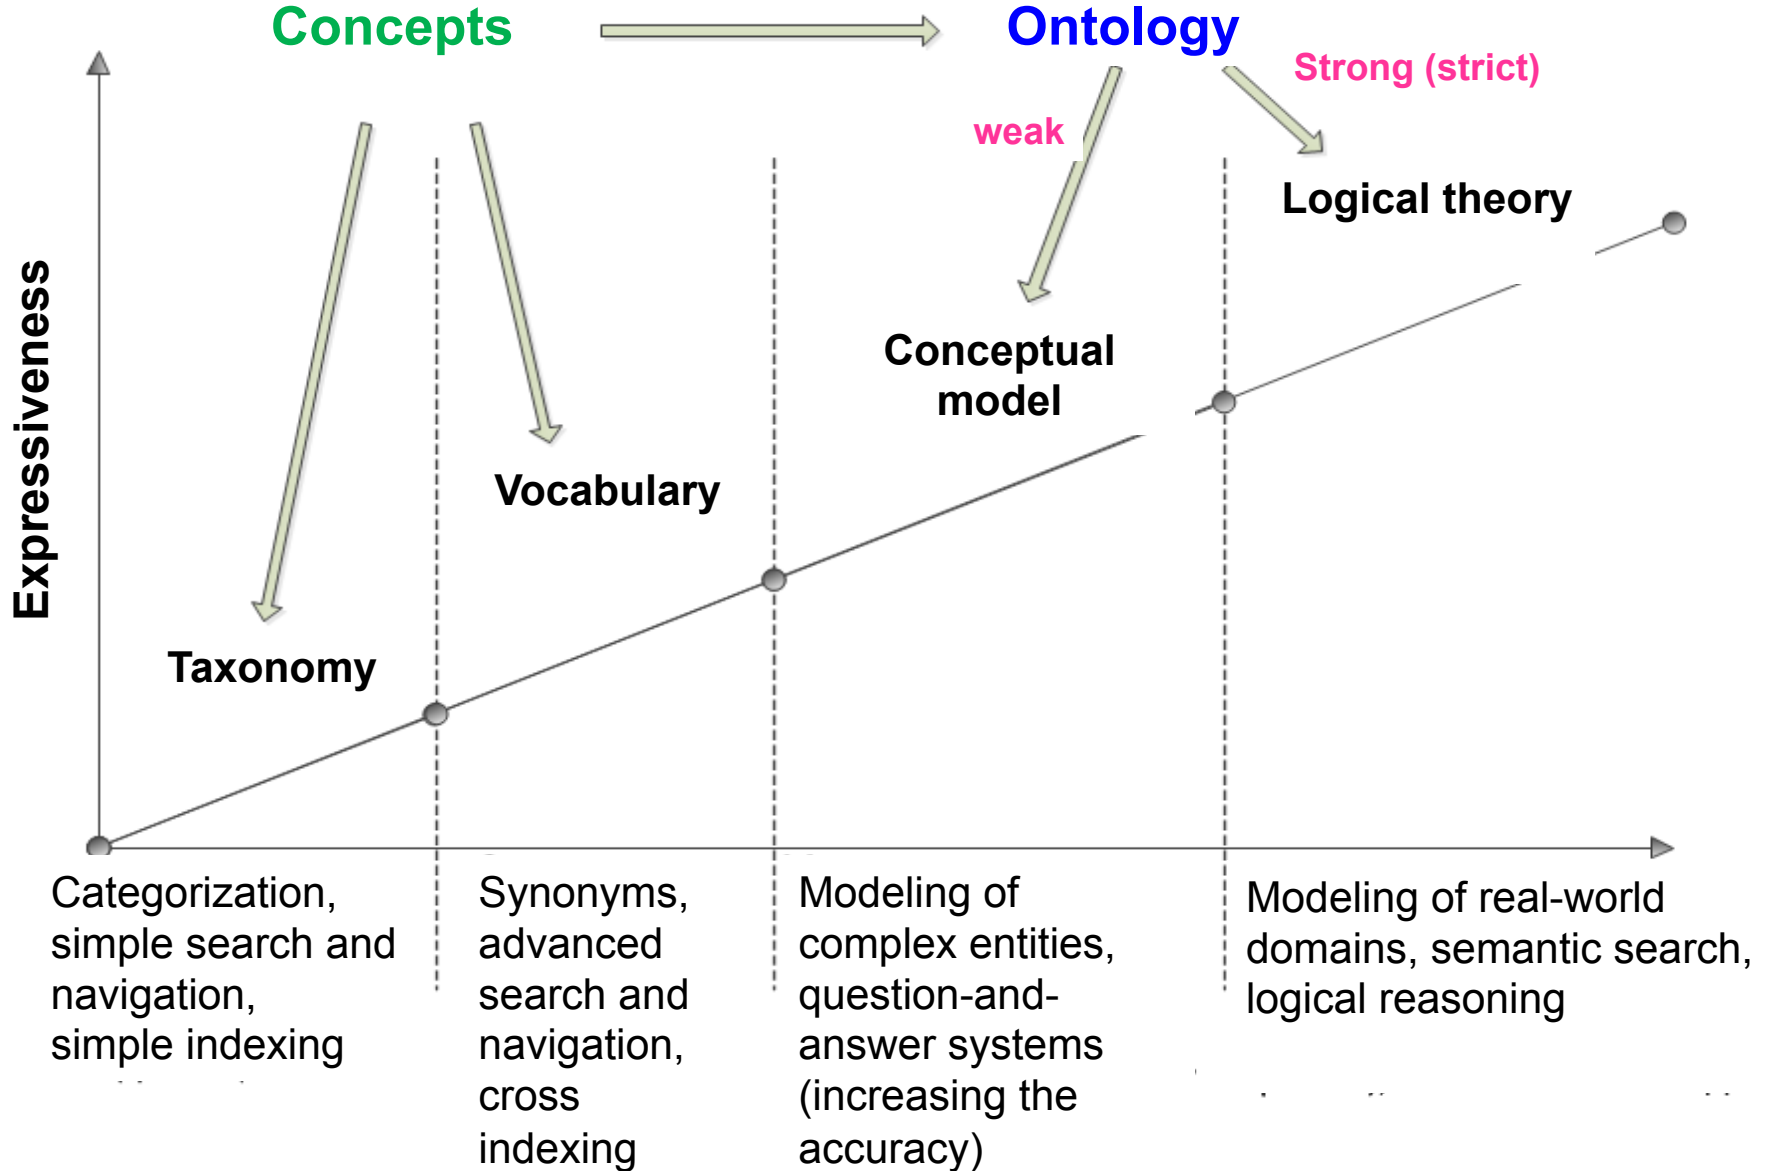 Concepts
Ontology
Strong (strict)
weak
Logical theory
Expressiveness
Conceptual
model
Vocabulary
Taxonomy
Categorization,
simple search and
navigation,
simple indexing
Synonyms,
advanced
search and
navigation,
cross
indexing
Modeling of
complex entities,
question-and-
answer systems
(increasing the
accuracy)
Modeling of real-world
domains, semantic search,
logical reasoning